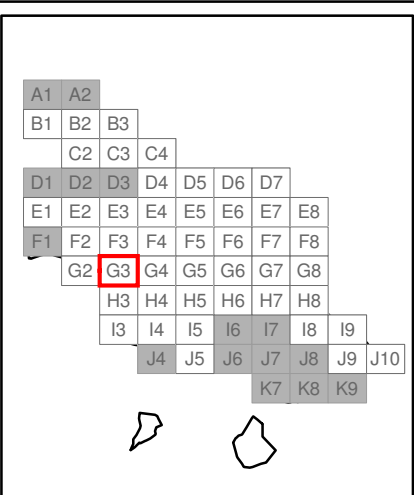 A1 A2
B1 B2 B3
C2 C3 C4
D1 D2 D3 D4 D5 D6 D7
E1 E2 E3 E4 E5 E6 E7 E8
F1 F2 F3 F4 F5 F6 F7 F8
G2 G3 G4 G5 G6 G7 G8
H3 H4 H5 H6 H7 H8
I3 I4 I5 I6 I7 I8 I9
J4 J5 J6 J7 J8 J9 J10
K7 K8 K9